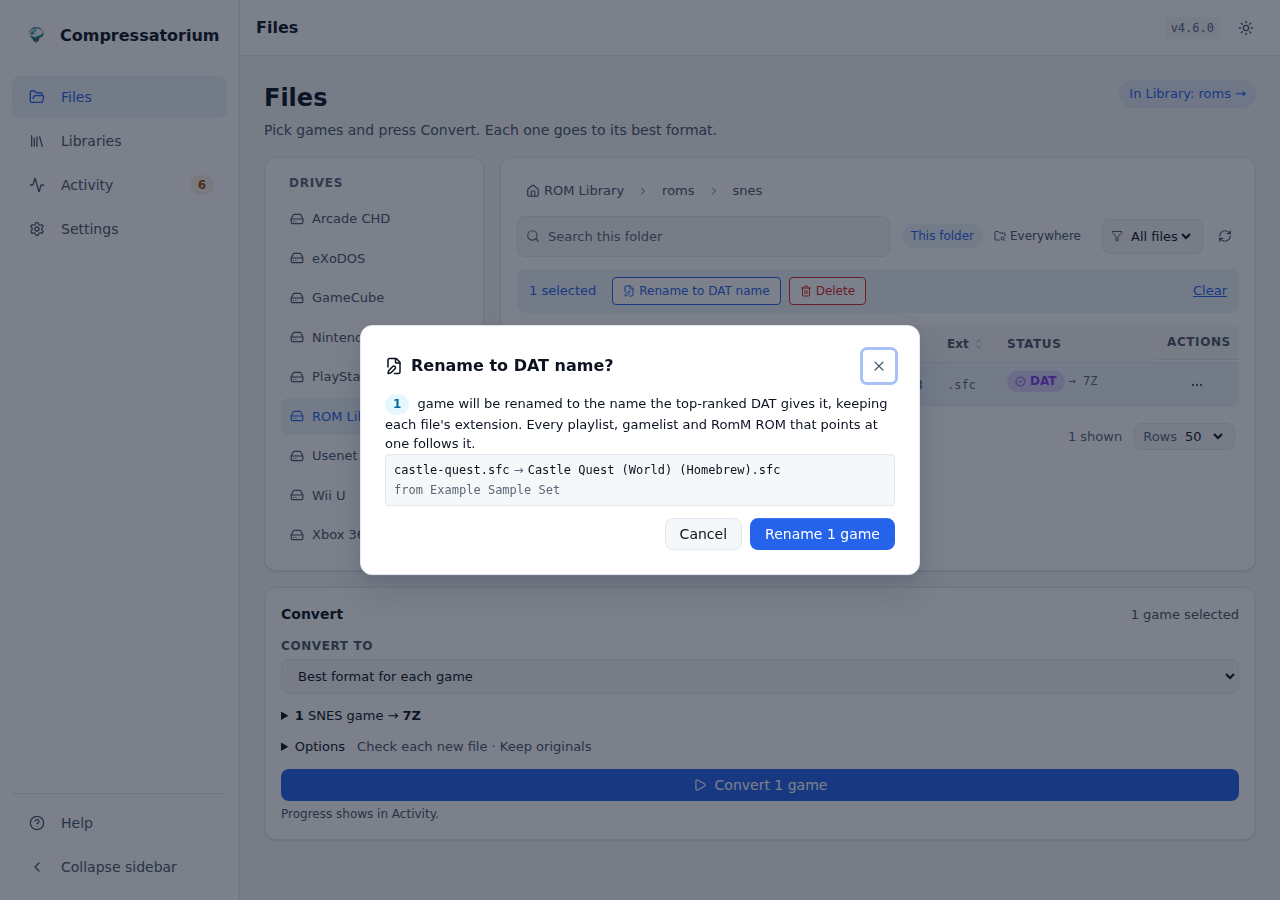 Compressatorium
Files
v4.6.0
Files
Libraries
Activity
6
Settings
Files
In Library: roms →
Pick games and press Convert. Each one goes to its best format.
DRIVES
Arcade CHD
eXoDOS
GameCube
ROM Library
roms
snes
Search this folder
This folder
Everywhere
All files
1 selected
Rename to DAT name
Delete
Clear
Ext
STATUS
ACTIONS
.sfc
DAT → 7Z
Usenet
Wii U
1 shown
Rows 50
Rename to DAT name?
1 game will be renamed to the name the top-ranked DAT gives it, keeping
each file's extension. Every playlist, gamelist and RomM ROM that points at
one follows it.
castle-quest.sfc → Castle Quest (World) (Homebrew).sfc
from Example Sample Set
Cancel
Rename 1 game
Convert
1 game selected
CONVERT TO
Best format for each game
1 SNES game → 7Z
Options
Check each new file · Keep originals
Convert 1 game
Progress shows in Activity.
Help
Collapse sidebar